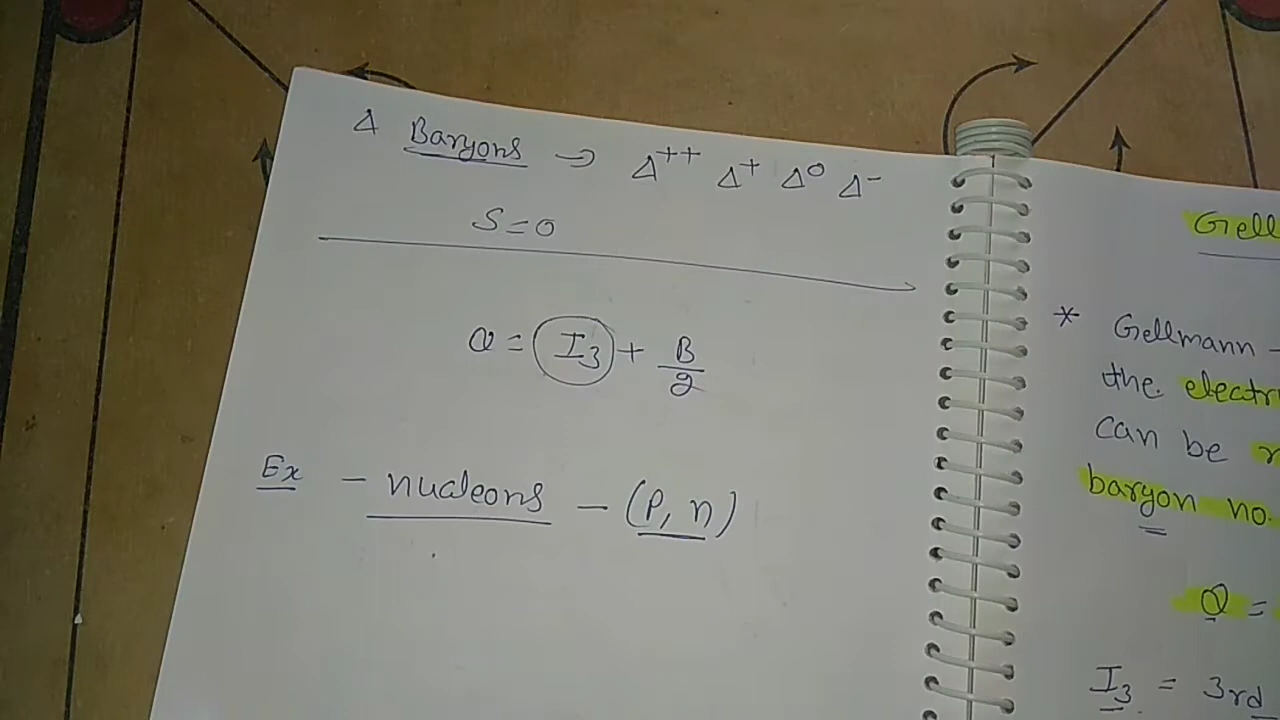 Δ Baryons → Δ++ Δ+ Δ0 Δ-
S=0
Q = I3 + B/2
Ex - nucleons - (P, n)
Gell
* Gellmann -
the electr
can be
baryon no.
Q =
I3 = 3rd